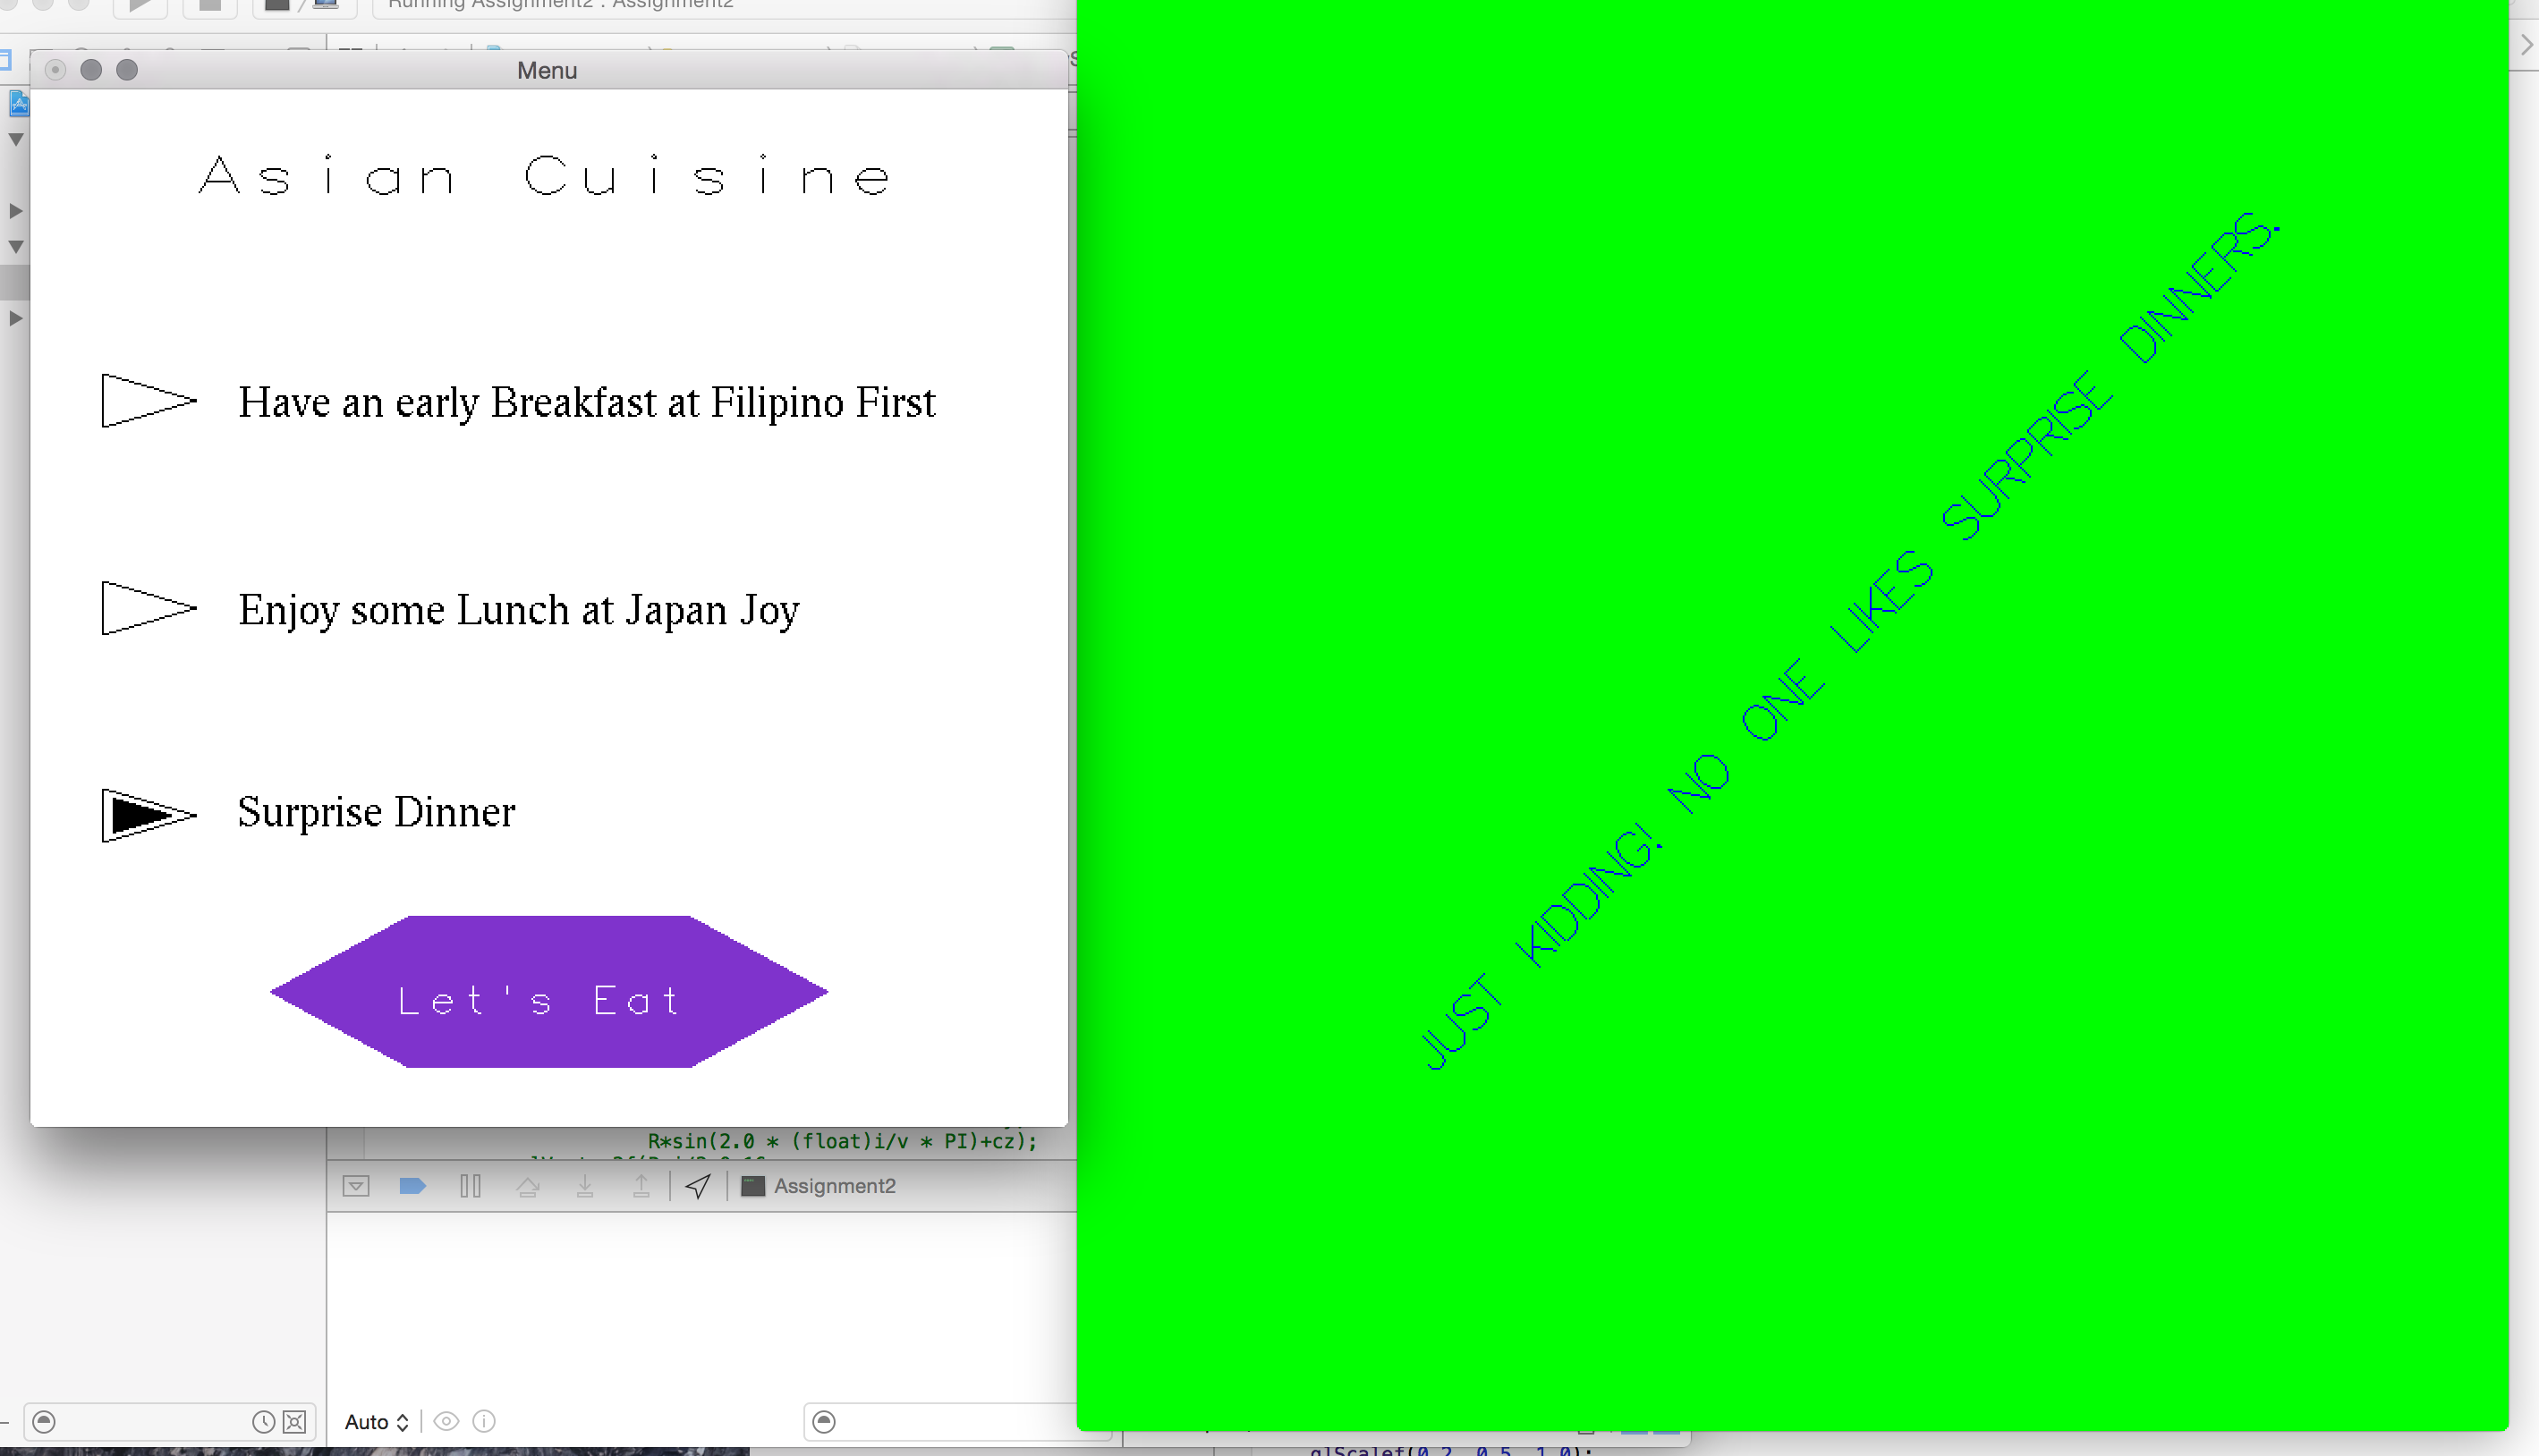 Running Assignment2 : Assignment2
Menu
Asian Cuisine
Have an early Breakfast at Filipino First
Enjoy some Lunch at Japan Joy
Surprise Dinner
Let's Eat
JUST KIDDING! NO ONE LIKES SURPRISE DINNERS.
R*sin(2.0 * (float)i/v * PI)+cz);
Assignment2
Auto
glScalef(0.2, 0.5, 1.0);